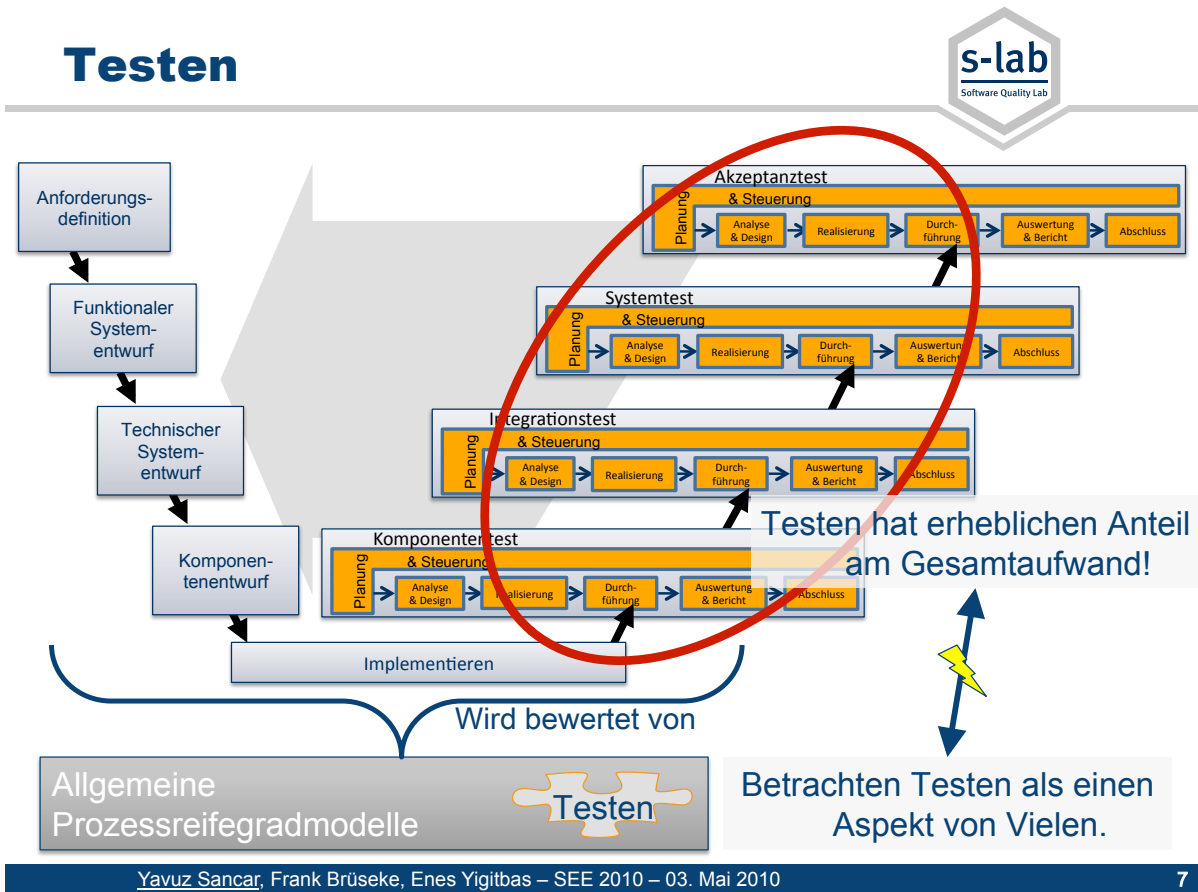 Testen
s-lab
Software Quality Lab
Anforderungs-
definition
Funktionaler
System-
entwurf
Technischer
System-
entwurf
Komponen-
tenentwurf
Implementieren
Akzeptanztest
Planung
& Steuerung
Analyse
& Design
Realisierung
Durch-
führung
Auswertung
& Bericht
Abschluss
Systemtest
Planung
& Steuerung
Analyse
& Design
Realisierung
Durch-
führung
Auswertung
& Bericht
Abschluss
Integrationstest
Planung
& Steuerung
Analyse
& Design
Realisierung
Durch-
führung
Auswertung
& Bericht
Abschluss
Komponententest
Planung
& Steuerung
Analyse
& Design
Realisierung
Durch-
führung
Auswertung
& Bericht
Abschluss
Testen hat erheblichen Anteil
am Gesamtaufwand!
Wird bewertet von
Allgemeine
Prozessreifegradmodelle
Testen
Betrachten Testen als einen
Aspekt von Vielen.
Yavuz Sancar, Frank Brüseke, Enes Yigitbas – SEE 2010 – 03. Mai 2010
7